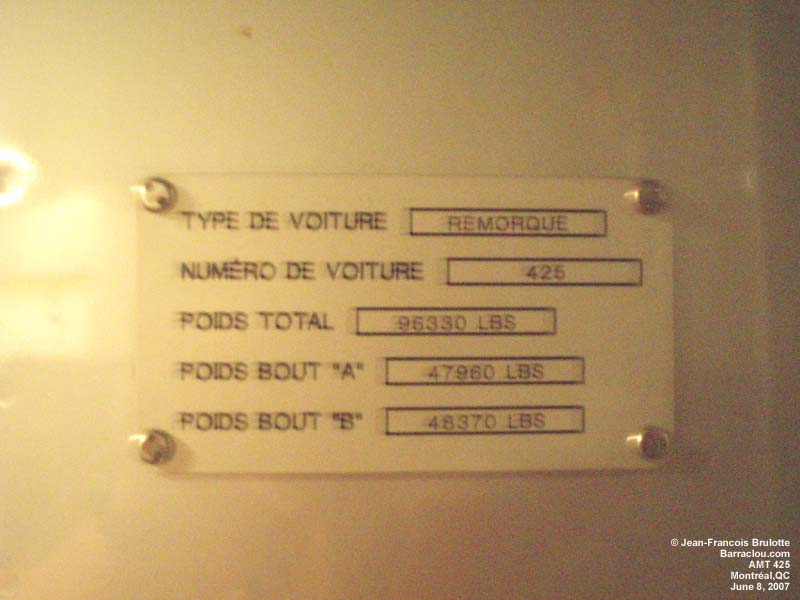 TYPE DE VOITURE REMORQUE
NUMÉRO DE VOITURE 425
POIDS TOTAL 96330 LBS
POIDS BOUT "A" 47960 LBS
POIDS BOUT "B" 48370 LBS
© Jean-Francois Brulotte
Barraclou.com
AMT 425
Montréal,QC
June 8, 2007